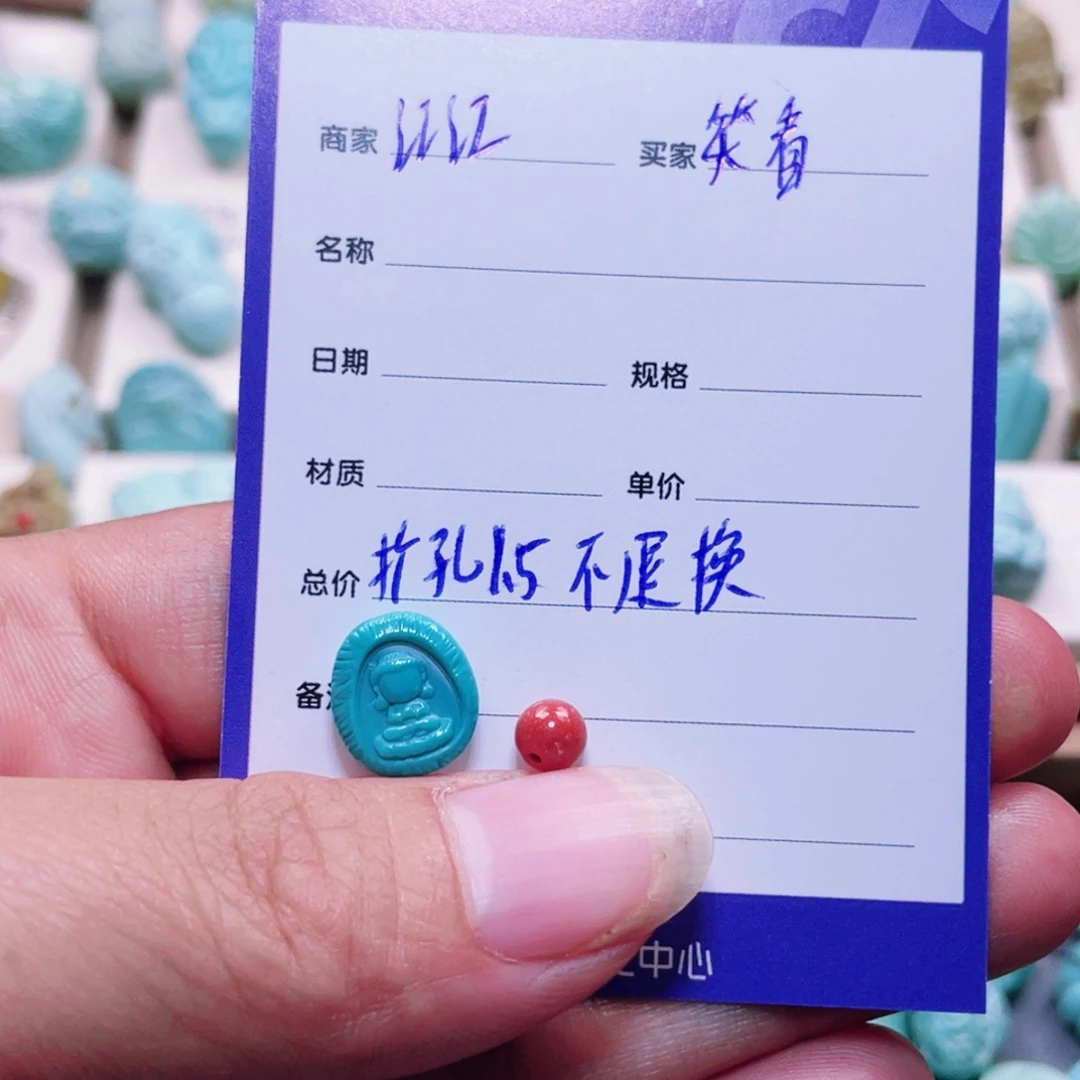 商家 江江 买家 笑看
名称
日期 规格
材质 单价
总价 打孔1.5 不退换
备
中心